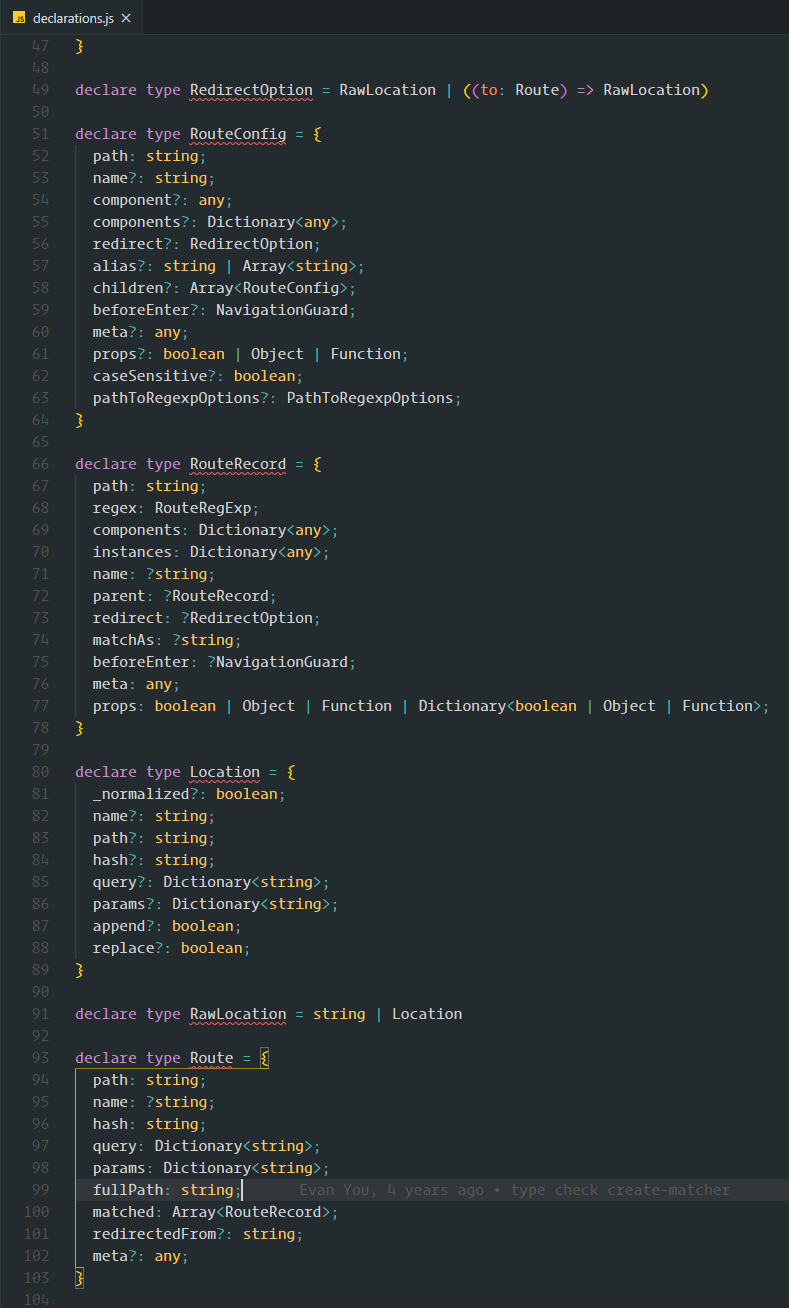 JS declarations.js ×
47 }
48
49 declare type RedirectOption = RawLocation | ((to: Route) => RawLocation)
50
51 declare type RouteConfig = {
52   path: string;
53   name?: string;
54   component?: any;
55   components?: Dictionary<any>;
56   redirect?: RedirectOption;
57   alias?: string | Array<string>;
58   children?: Array<RouteConfig>;
59   beforeEnter?: NavigationGuard;
60   meta?: any;
61   props?: boolean | Object | Function;
62   caseSensitive?: boolean;
63   pathToRegexpOptions?: PathToRegexpOptions;
64 }
65
66 declare type RouteRecord = {
67   path: string;
68   regex: RouteRegExp;
69   components: Dictionary<any>;
70   instances: Dictionary<any>;
71   name: ?string;
72   parent: ?RouteRecord;
73   redirect: ?RedirectOption;
74   matchAs: ?string;
75   beforeEnter: ?NavigationGuard;
76   meta: any;
77   props: boolean | Object | Function | Dictionary<boolean | Object | Function>;
78 }
79
80 declare type Location = {
81   _normalized?: boolean;
82   name?: string;
83   path?: string;
84   hash?: string;
85   query?: Dictionary<string>;
86   params?: Dictionary<string>;
87   append?: boolean;
88   replace?: boolean;
89 }
90
91 declare type RawLocation = string | Location
92
93 declare type Route = {
94   path: string;
95   name: ?string;
96   hash: string;
97   query: Dictionary<string>;
98   params: Dictionary<string>;
99   fullPath: string; Evan You, 4 years ago • type check create-matcher
100   matched: Array<RouteRecord>;
101   redirectedFrom?: string;
102   meta?: any;
103 }
104